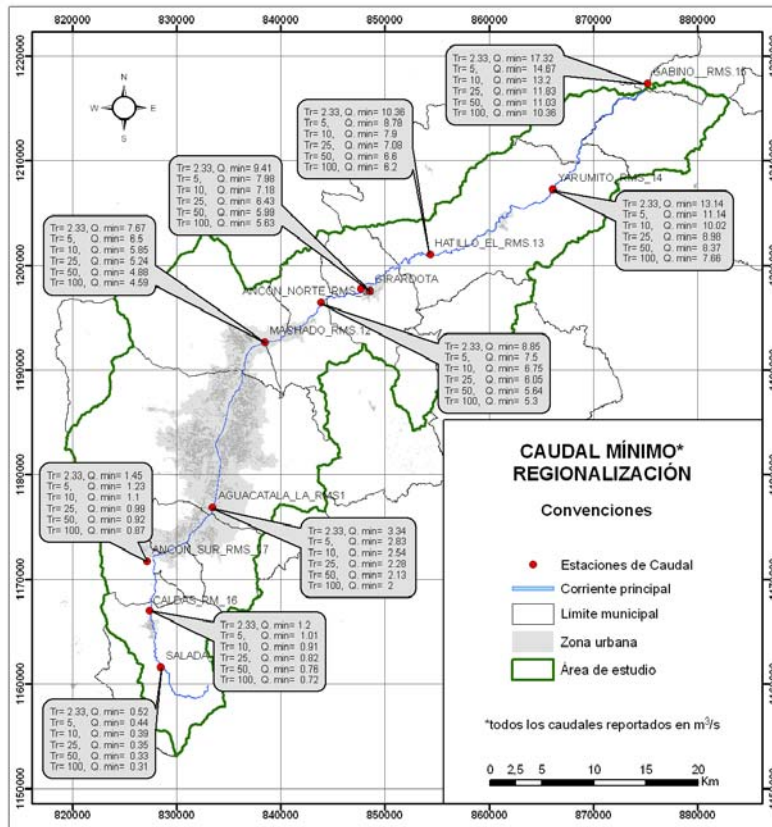 820000 830000 840000 850000 860000 870000 880000
1220000
1210000
1200000
1190000
1180000
1170000
1160000
1150000
N
W E
S
Tr= 2.33, Q. min= 17.32
Tr= 5, Q. min= 14.67
Tr= 10, Q. min= 13.2
Tr= 25, Q. min= 11.83
Tr= 50, Q. min= 11.03
Tr= 100, Q. min= 10.36
GABINO__RMS.15
Tr= 2.33, Q. min= 10.36
Tr= 5, Q. min= 8.78
Tr= 10, Q. min= 7.9
Tr= 25, Q. min= 7.08
Tr= 50, Q. min= 6.6
Tr= 100, Q. min= 6.2
YARUMITO_RMS_14
Tr= 2.33, Q. min= 9.41
Tr= 5, Q. min= 7.98
Tr= 10, Q. min= 7.18
Tr= 25, Q. min= 6.43
Tr= 50, Q. min= 5.99
Tr= 100, Q. min= 5.63
Tr= 2.33, Q. min= 13.14
Tr= 5, Q. min= 11.14
Tr= 10, Q. min= 10.02
Tr= 25, Q. min= 8.98
Tr= 50, Q. min= 8.37
Tr= 100, Q. min= 7.66
HATILLO_EL_RMS.13
Tr= 2.33, Q. min= 7.67
Tr= 5, Q. min= 6.5
Tr= 10, Q. min= 5.85
Tr= 25, Q. min= 5.24
Tr= 50, Q. min= 4.88
Tr= 100, Q. min= 4.59
GIRARDOTA
ANCON_NORTE_RMS
MASHADO_RMS.12
Tr= 2.33, Q. min= 8.85
Tr= 5, Q. min= 7.5
Tr= 10, Q. min= 6.75
Tr= 25, Q. min= 6.05
Tr= 50, Q. min= 5.64
Tr= 100, Q. min= 5.3
Tr= 2.33, Q. min= 1.45
Tr= 5, Q. min= 1.23
Tr= 10, Q. min= 1.1
Tr= 25, Q. min= 0.99
Tr= 50, Q. min= 0.92
Tr= 100, Q. min= 0.87
AGUACATALA_LA_RMS1
Tr= 2.33, Q. min= 3.34
Tr= 5, Q. min= 2.83
Tr= 10, Q. min= 2.54
Tr= 25, Q. min= 2.28
Tr= 50, Q. min= 2.13
Tr= 100, Q. min= 2
ANCON_SUR_RMS_17
CALDAS_RM_16
Tr= 2.33, Q. min= 1.2
Tr= 5, Q. min= 1.01
Tr= 10, Q. min= 0.91
Tr= 25, Q. min= 0.82
Tr= 50, Q. min= 0.76
Tr= 100, Q. min= 0.72
SALADA
Tr= 2.33, Q. min= 0.52
Tr= 5, Q. min= 0.44
Tr= 10, Q. min= 0.39
Tr= 25, Q. min= 0.35
Tr= 50, Q. min= 0.33
Tr= 100, Q. min= 0.31
CAUDAL MÍNIMO*
REGIONALIZACIÓN
Convenciones
Estaciones de Caudal
Corriente principal
Límite municipal
Zona urbana
Área de estudio
*todos los caudales reportados en m³/s
0 2,5 5 10 15 20
Km
1220000
1210000
1200000
1190000
1180000
1170000
1160000
820000 830000 840000 850000 860000 870000 880000